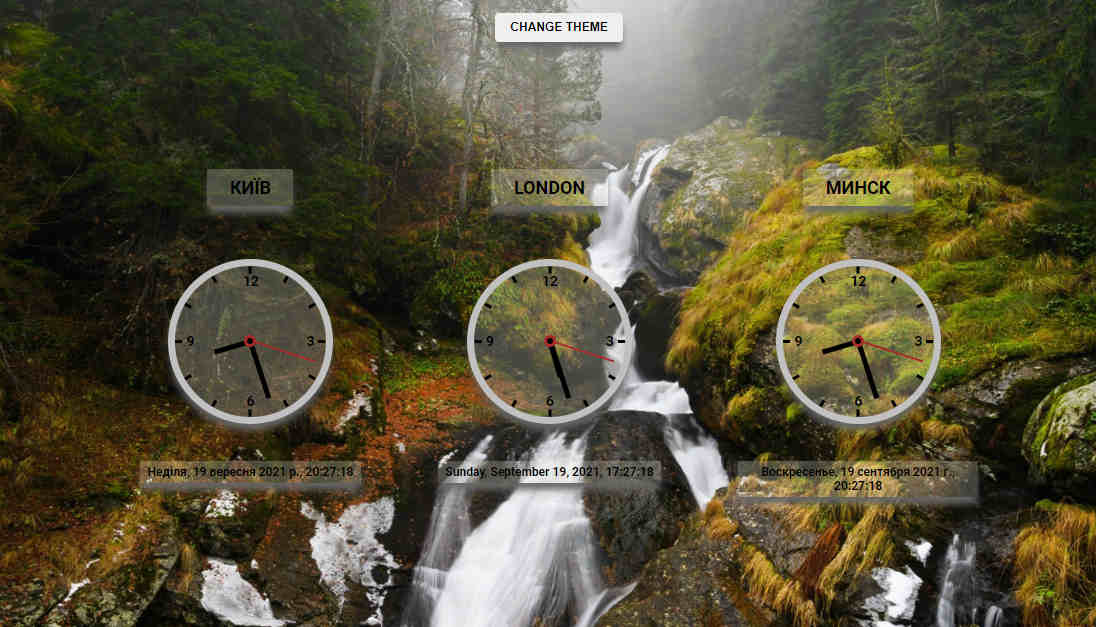 CHANGE THEME
КИЇВ
LONDON
МИНСК
12
9
3
6
12
9
3
6
12
9
3
6
Неділя, 19 вересня 2021 р., 20:27:18
Sunday, September 19, 2021, 17:27:18
Воскресенье, 19 сентября 2021 г.,
20:27:18